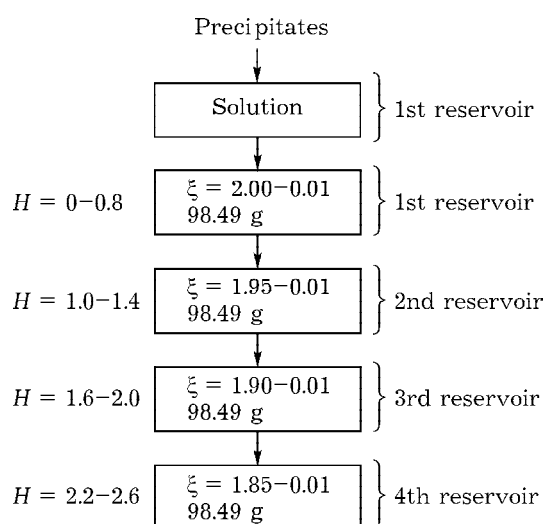 Precipitates
Solution
1st reservoir
H = 0–0.8
ξ = 2.00–0.01
98.49 g
1st reservoir
H = 1.0–1.4
ξ = 1.95–0.01
98.49 g
2nd reservoir
H = 1.6–2.0
ξ = 1.90–0.01
98.49 g
3rd reservoir
H = 2.2–2.6
ξ = 1.85–0.01
98.49 g
4th reservoir